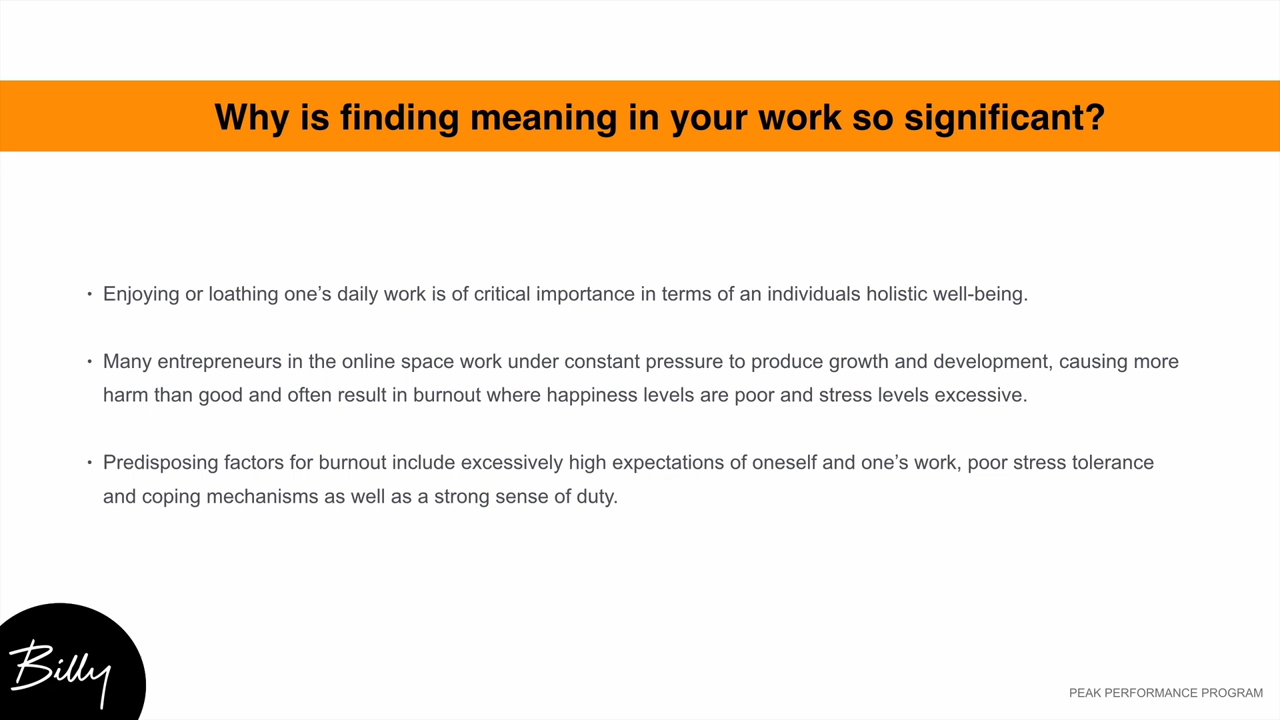 Why is finding meaning in your work so significant?
• Enjoying or loathing one’s daily work is of critical importance in terms of an individuals holistic well-being.
• Many entrepreneurs in the online space work under constant pressure to produce growth and development, causing more
harm than good and often result in burnout where happiness levels are poor and stress levels excessive.
• Predisposing factors for burnout include excessively high expectations of oneself and one’s work, poor stress tolerance
and coping mechanisms as well as a strong sense of duty.
Billy
PEAK PERFORMANCE PROGRAM